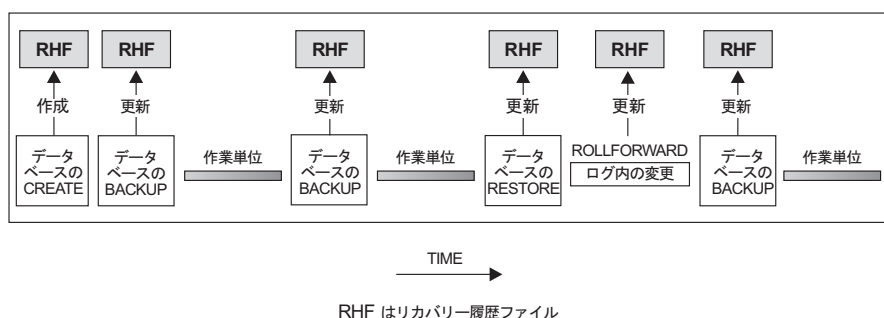 RHF RHF RHF RHF RHF RHF
作成 更新 更新 更新 更新 更新
データ
ベースの
CREATE
データ
ベースの
BACKUP
作業単位
データ
ベースの
BACKUP
作業単位
データ
ベースの
RESTORE
ROLLFORWARD
ログ内の変更
データ
ベースの
BACKUP
作業単位
TIME
RHF はリカバリー履歴ファイル